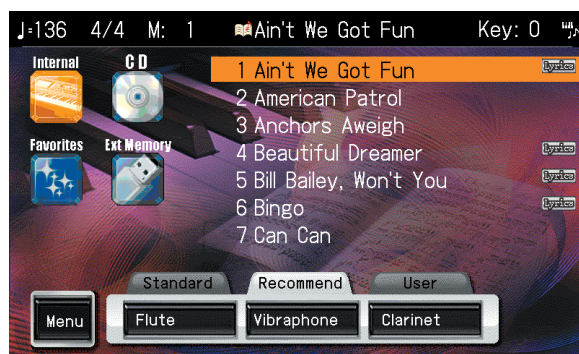 ♩=136 4/4 M: 1 Ain't We Got Fun Key: 0
Internal CD
Favorites Ext Memory
1 Ain't We Got Fun Lyrics
2 American Patrol
3 Anchors Aweigh
4 Beautiful Dreamer Lyrics
5 Bill Bailey, Won't You Lyrics
6 Bingo Lyrics
7 Can Can
Standard Recommend User
Menu Flute Vibraphone Clarinet